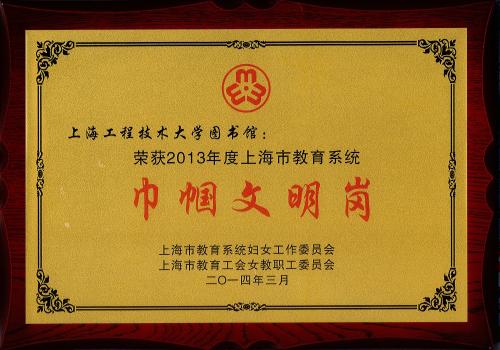 上海工程技术大学图书馆：
荣获2013年度上海市教育系统
巾帼文明岗
上海市教育系统妇女工作委员会
上海市教育工会女教职工委员会
二〇一四年三月